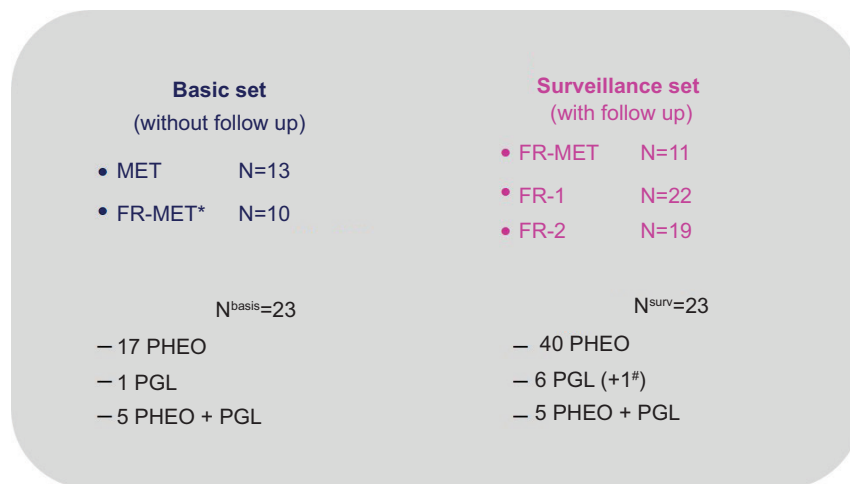 Basic set
(without follow up)
• MET N=13
• FR-MET* N=10
N^basis=23
– 17 PHEO
– 1 PGL
– 5 PHEO + PGL
Surveillance set
(with follow up)
• FR-MET N=11
• FR-1 N=22
• FR-2 N=19
N^surv=23
– 40 PHEO
– 6 PGL (+1#)
– 5 PHEO + PGL